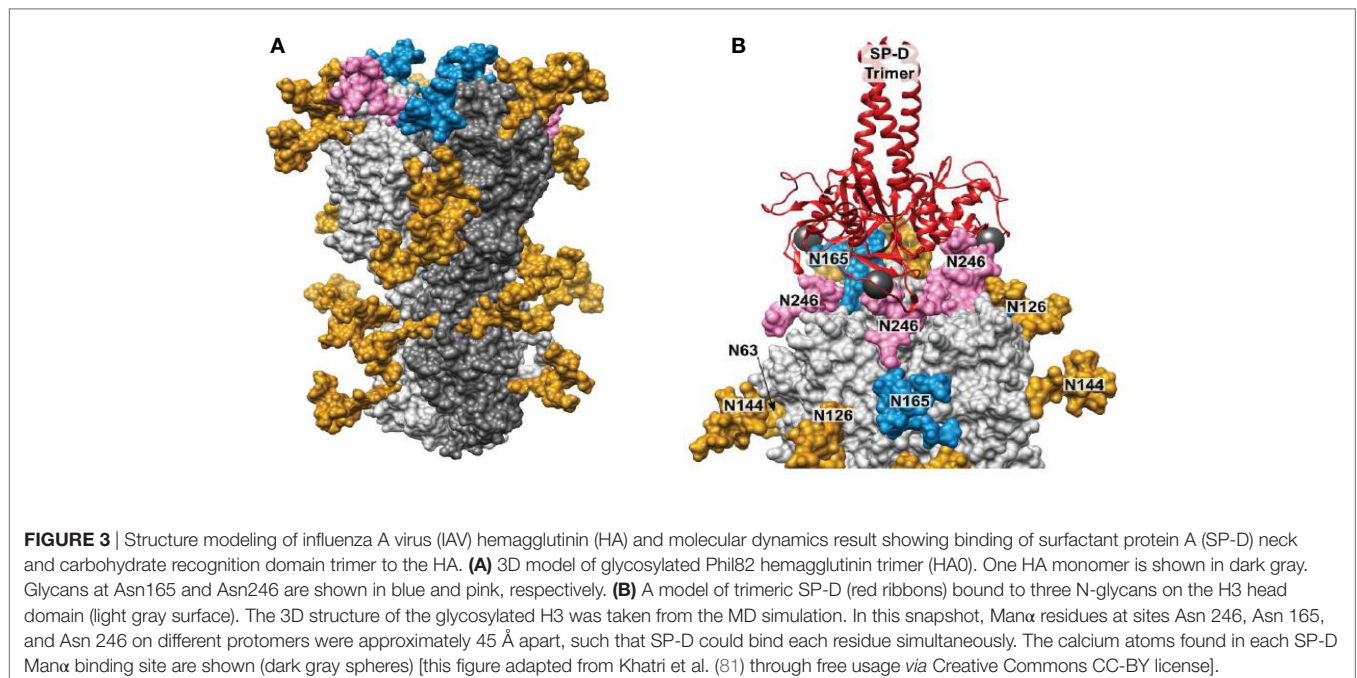 A
B
SP-D
Trimer
N165
N246
N246
N126
N246
N63
N144
N144
N126
N165
FIGURE 3 | Structure modeling of influenza A virus (IAV) hemagglutinin (HA) and molecular dynamics result showing binding of surfactant protein A (SP-D) neck
and carbohydrate recognition domain trimer to the HA. (A) 3D model of glycosylated Phil82 hemagglutinin trimer (HA0). One HA monomer is shown in dark gray.
Glycans at Asn165 and Asn246 are shown in blue and pink, respectively. (B) A model of trimeric SP-D (red ribbons) bound to three N-glycans on the H3 head
domain (light gray surface). The 3D structure of the glycosylated H3 was taken from the MD simulation. In this snapshot, Manα residues at sites Asn 246, Asn 165,
and Asn 246 on different protomers were approximately 45 Å apart, such that SP-D could bind each residue simultaneously. The calcium atoms found in each SP-D
Manα binding site are shown (dark gray spheres) [this figure adapted from Khatri et al. (81) through free usage via Creative Commons CC-BY license].